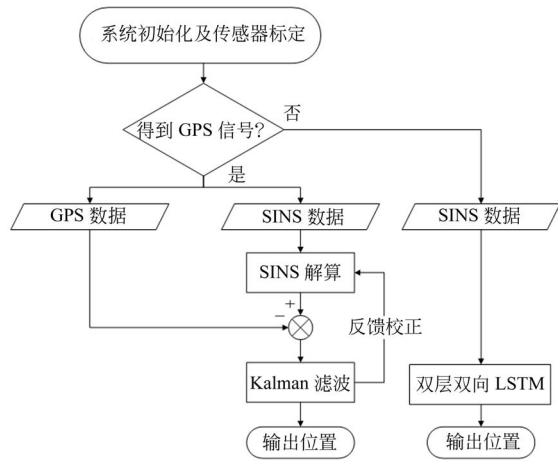 系统初始化及传感器标定
得到 GPS 信号?
否
是
GPS 数据
SINS 数据
SINS 数据
SINS 解算
+
−
反馈校正
Kalman 滤波
双层双向 LSTM
输出位置
输出位置